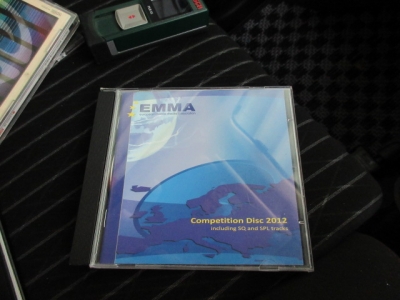 EMMA
Competition Disc 2012
including SQ and SPL tracks